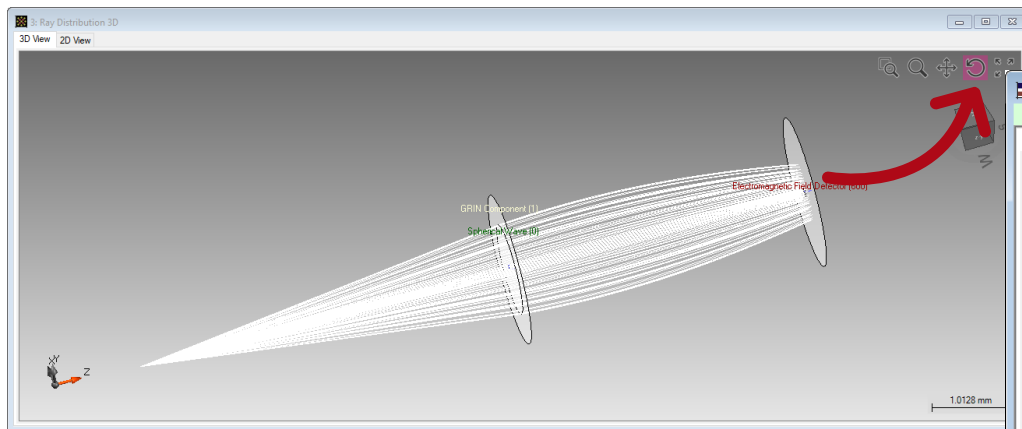 3: Ray Distribution 3D
3D View 2D View
GRIN Component (1)
Electromagnetic Field Detector (600)
Spherical Wave (0)
XY
Z
1.0128 mm